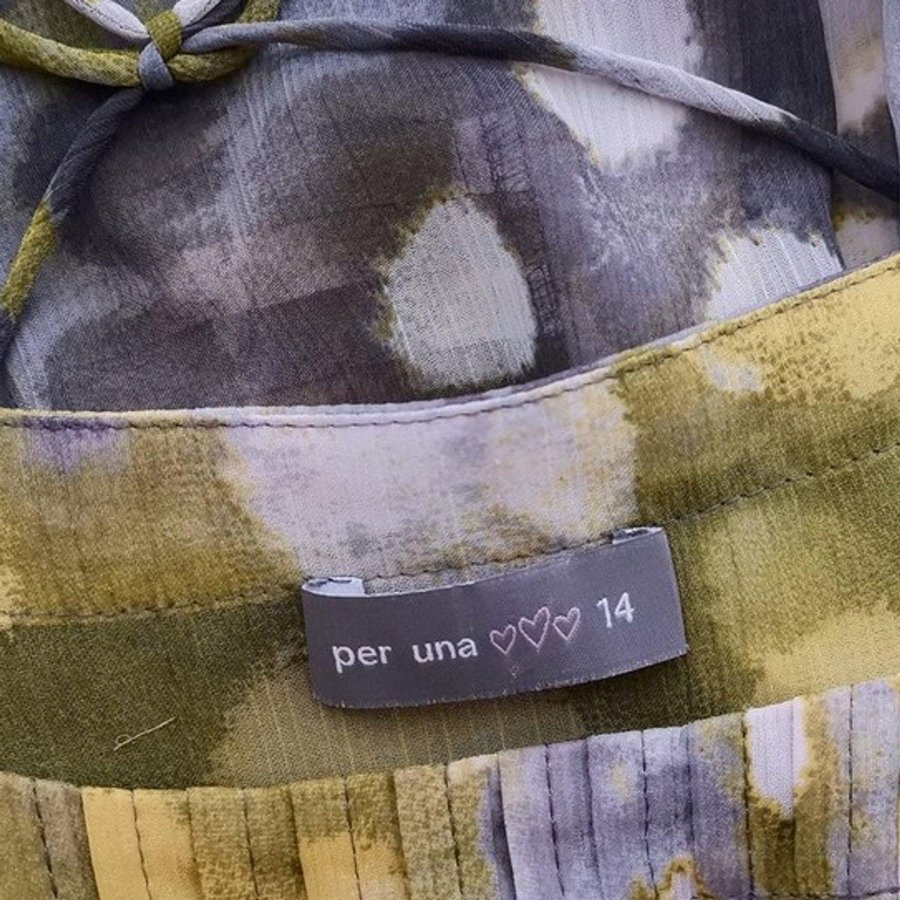 per una ♡♡♡ 14